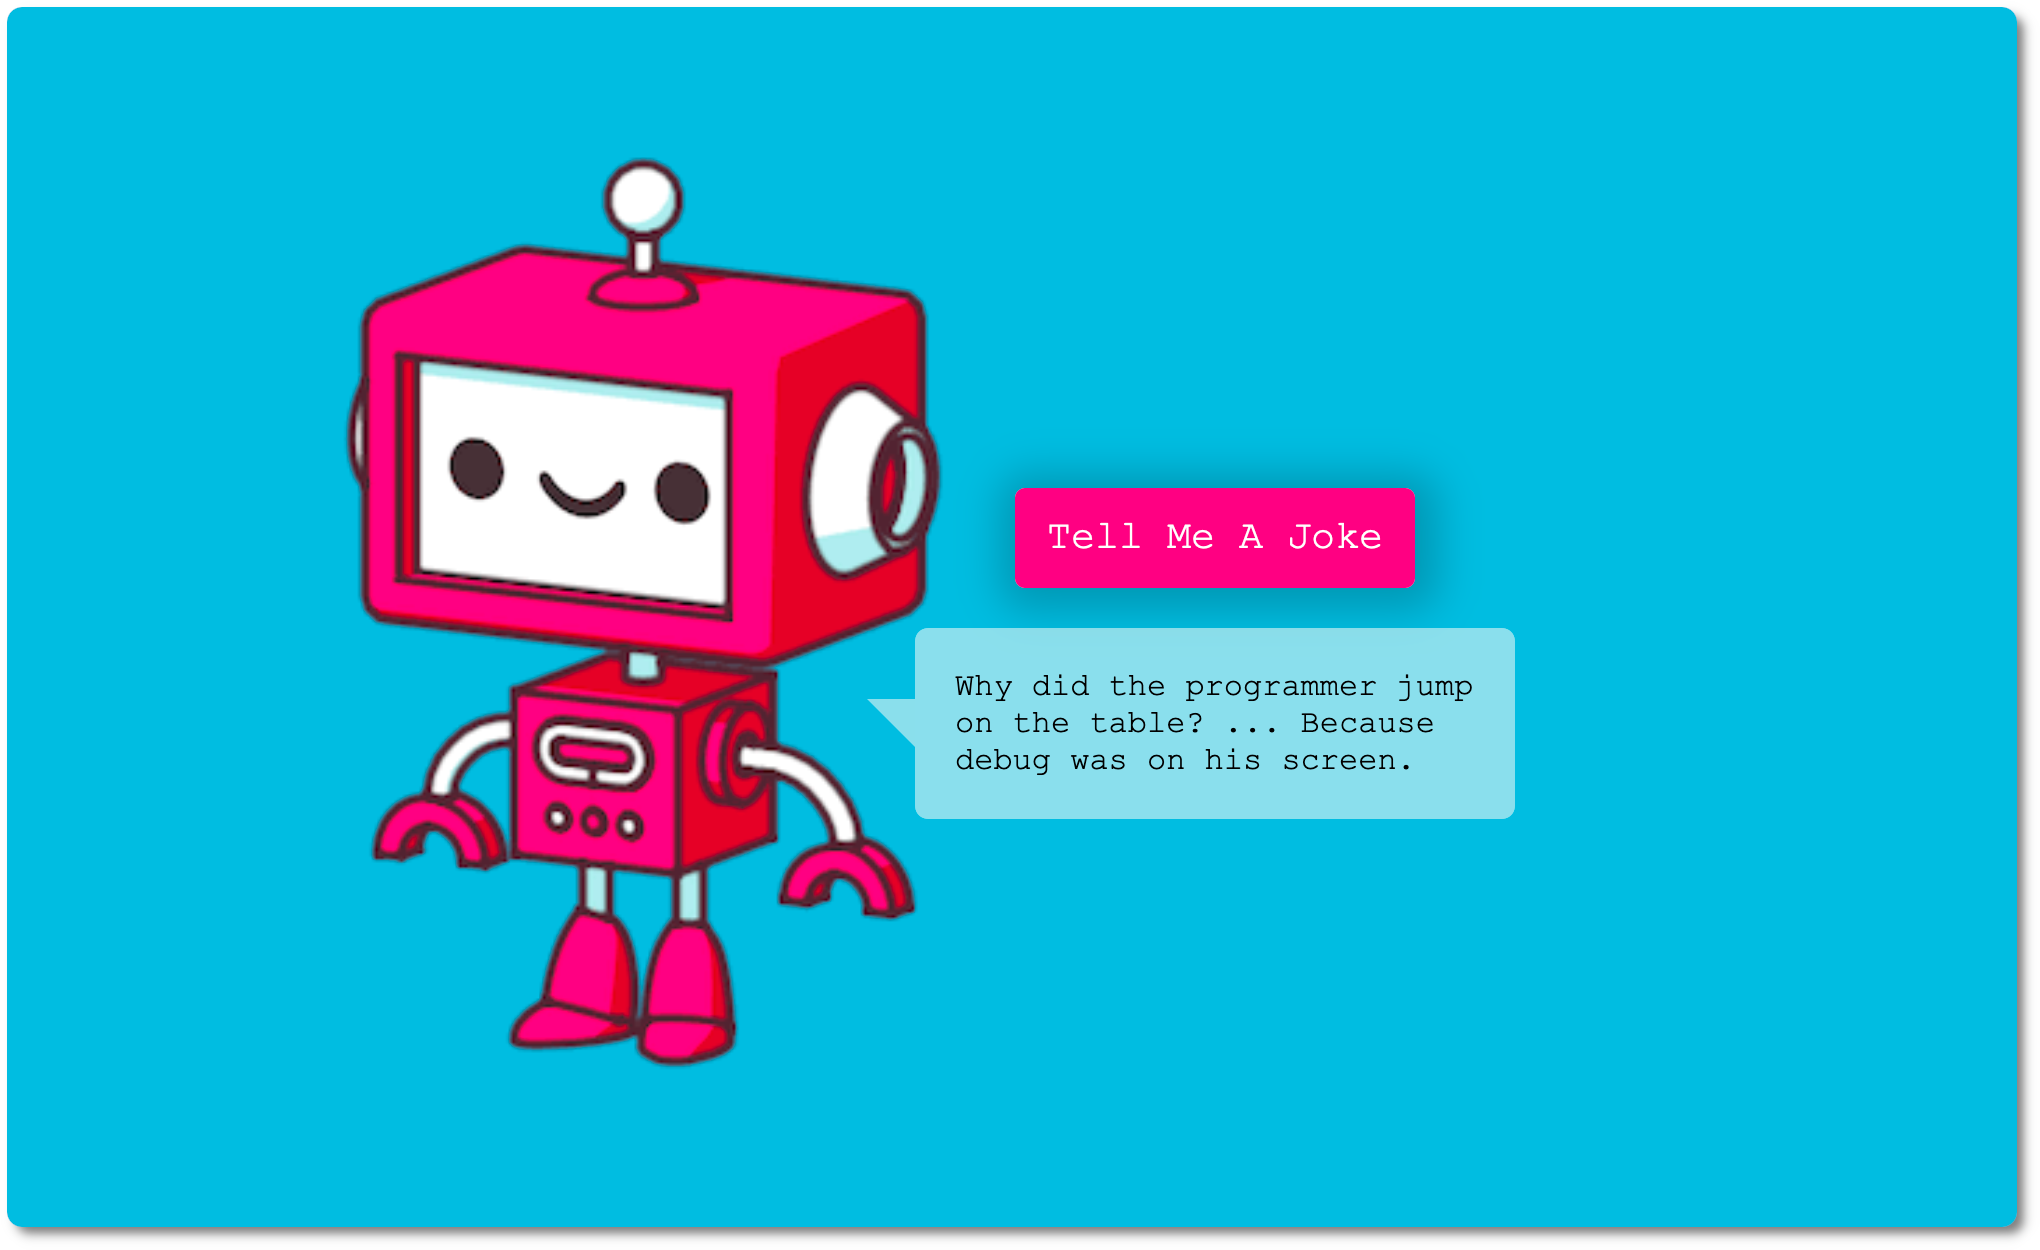 Tell Me A Joke
Why did the programmer jump
on the table? ... Because
debug was on his screen.